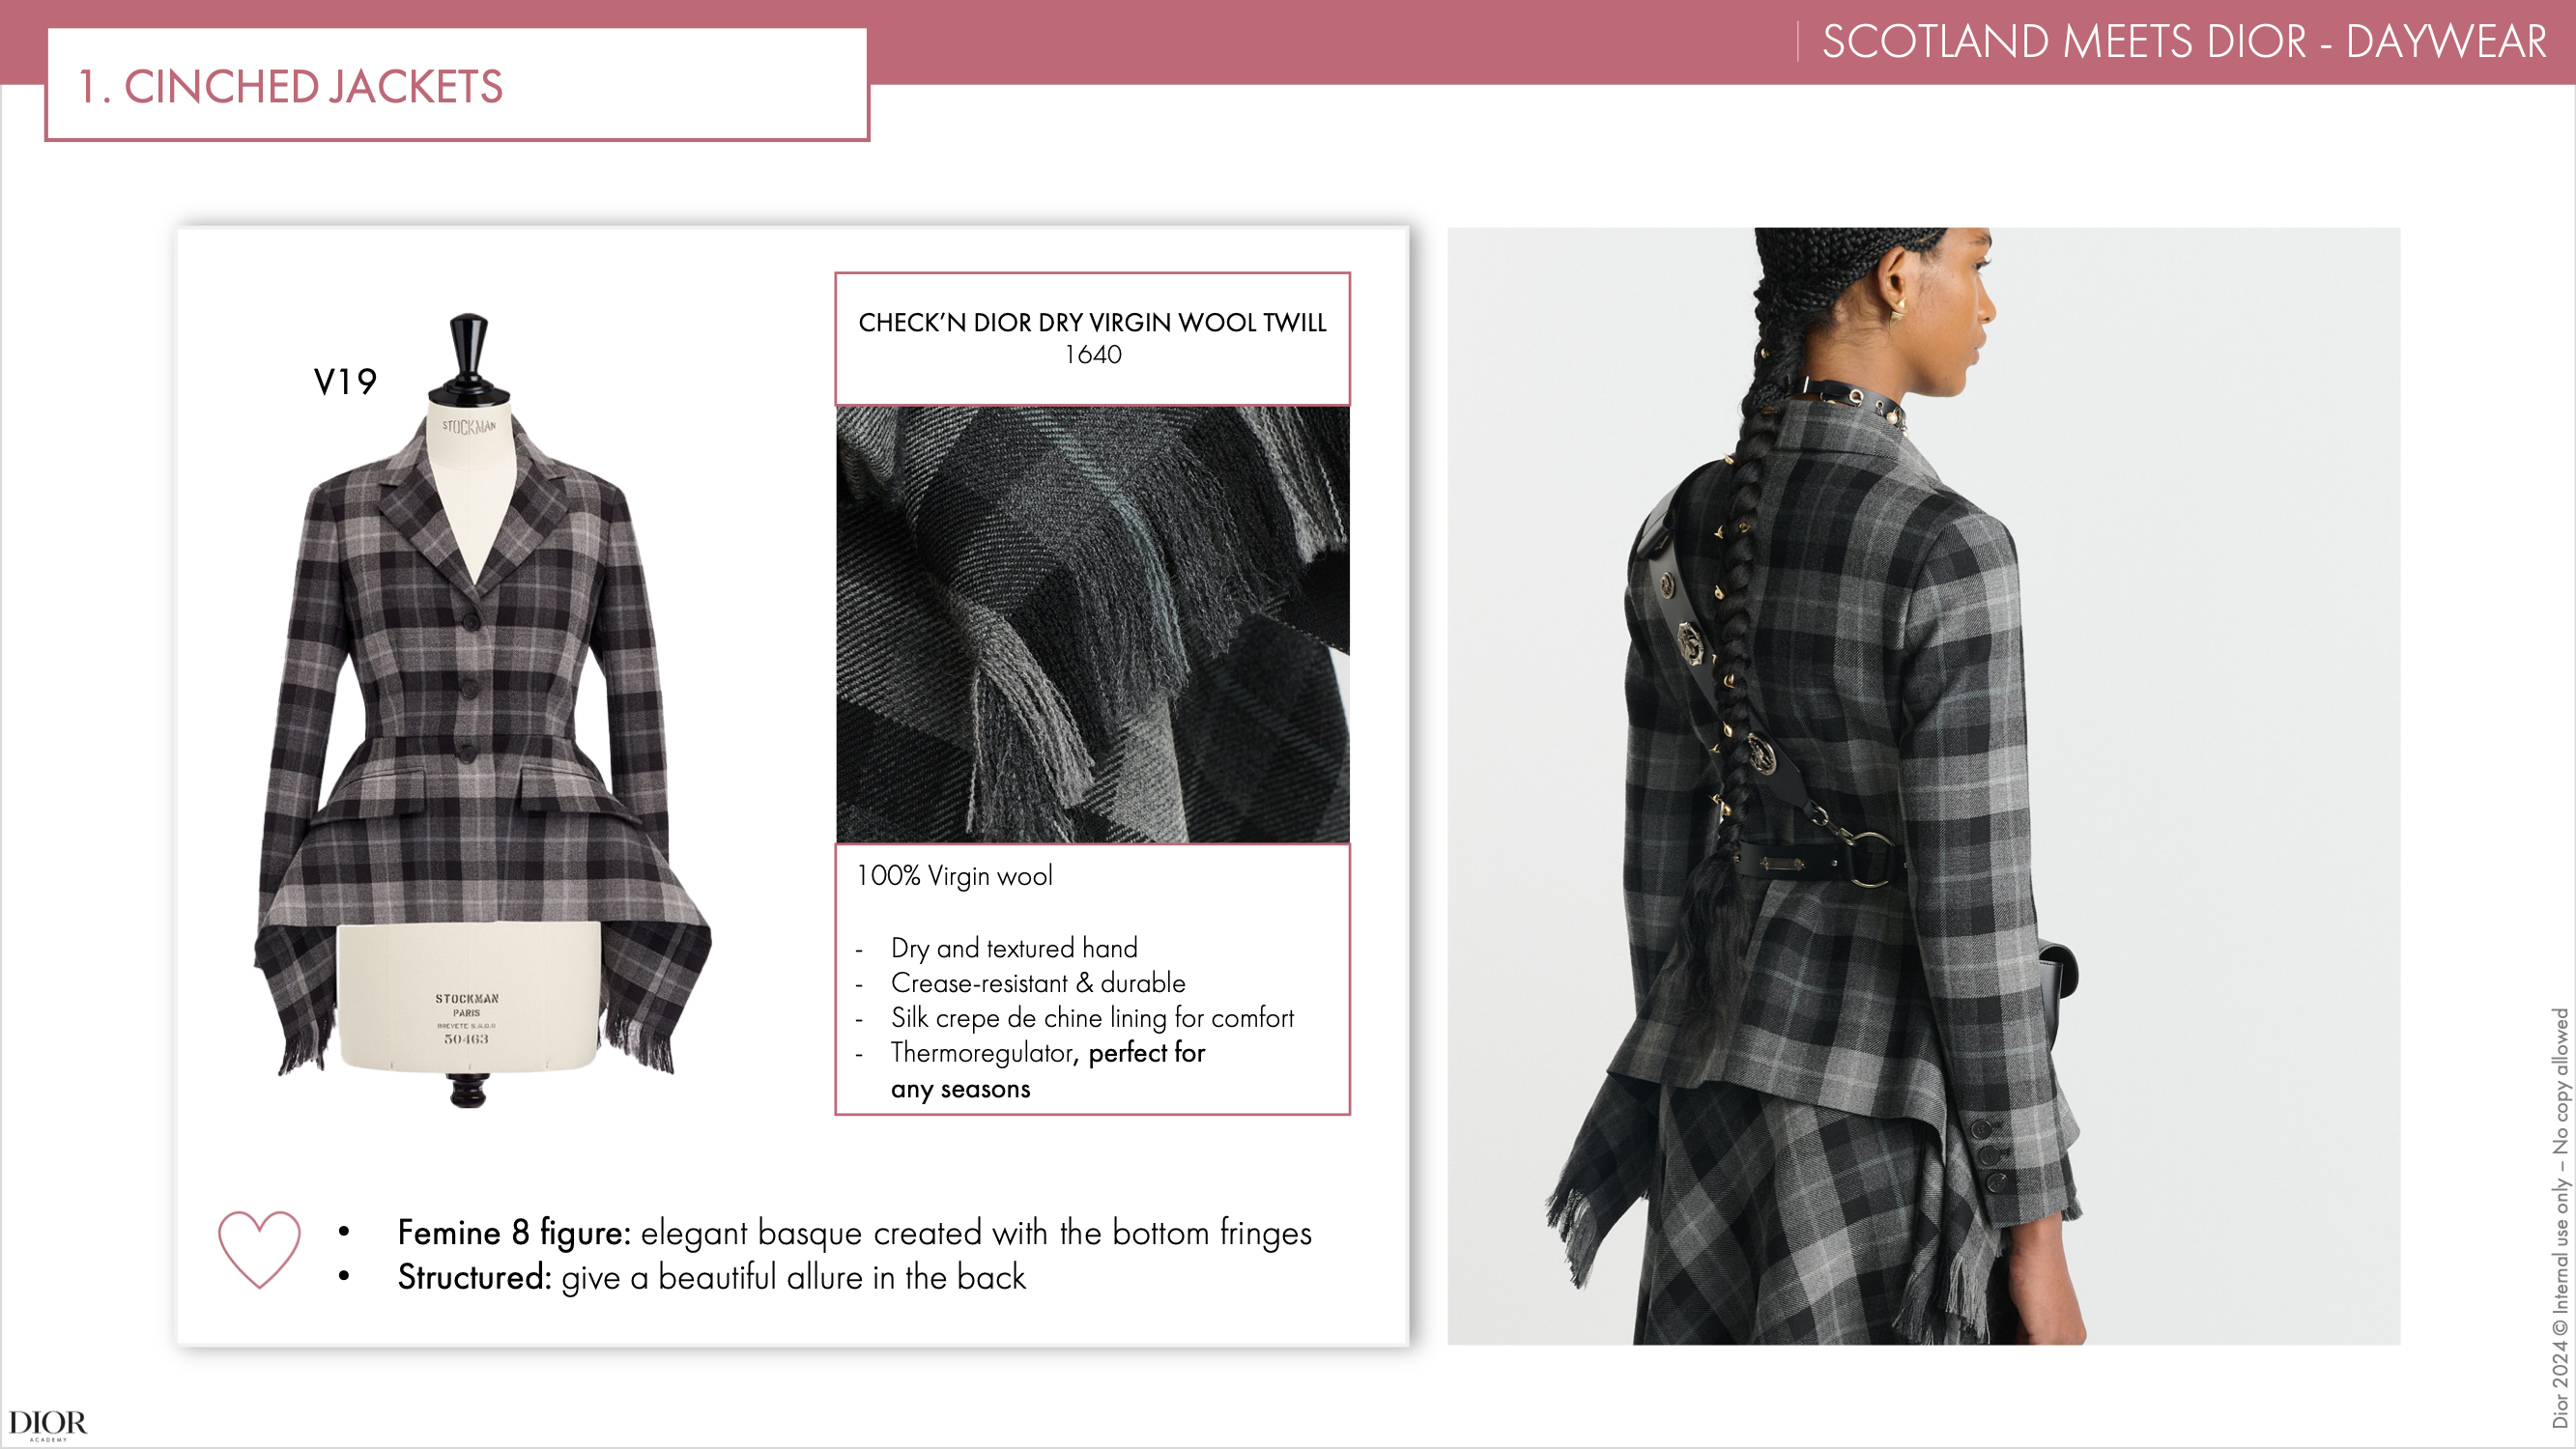 SCOTLAND MEETS DIOR - DAYWEAR
1. CINCHED JACKETS
V19
STOCKMAN
STOCKMAN
PARIS
BREVETE S.G.D.G
50463
CHECK’N DIOR DRY VIRGIN WOOL TWILL
1640
100% Virgin wool
- Dry and textured hand
- Crease-resistant & durable
- Silk crepe de chine lining for comfort
- Thermoregulator, perfect for
any seasons
• Femine 8 figure: elegant basque created with the bottom fringes
• Structured: give a beautiful allure in the back
DIOR
ACADEMY
Dior 2024 © Internal use only – No copy allowed